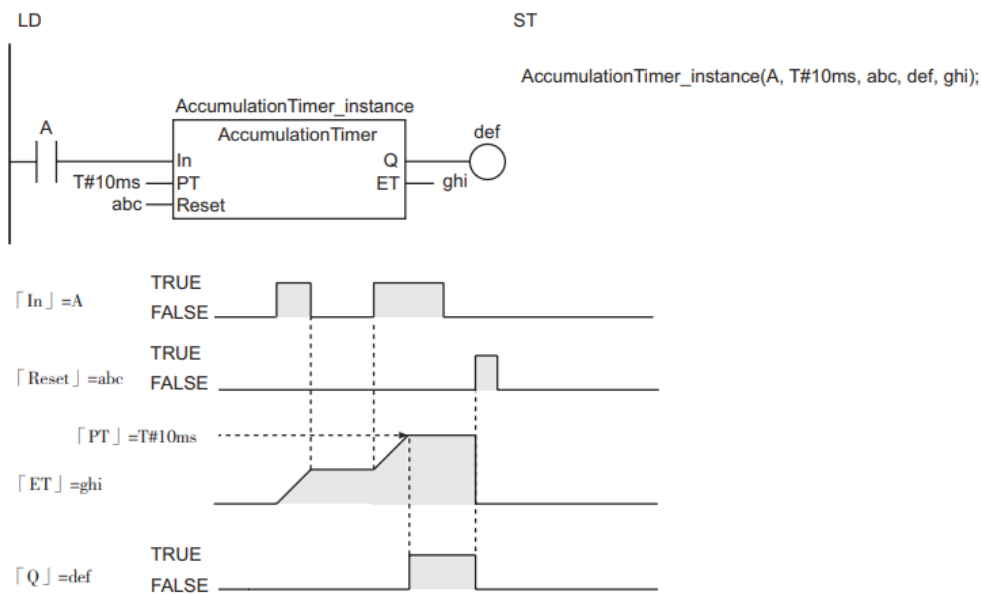 LD
ST
AccumulationTimer_instance(A, T#10ms, abc, def, ghi);
AccumulationTimer_instance
A
AccumulationTimer
def
In
Q
T#10ms
PT
ET
ghi
abc
Reset
「In」=A
TRUE
FALSE
「Reset」=abc
TRUE
FALSE
「PT」=T#10ms
「ET」=ghi
「Q」=def
TRUE
FALSE